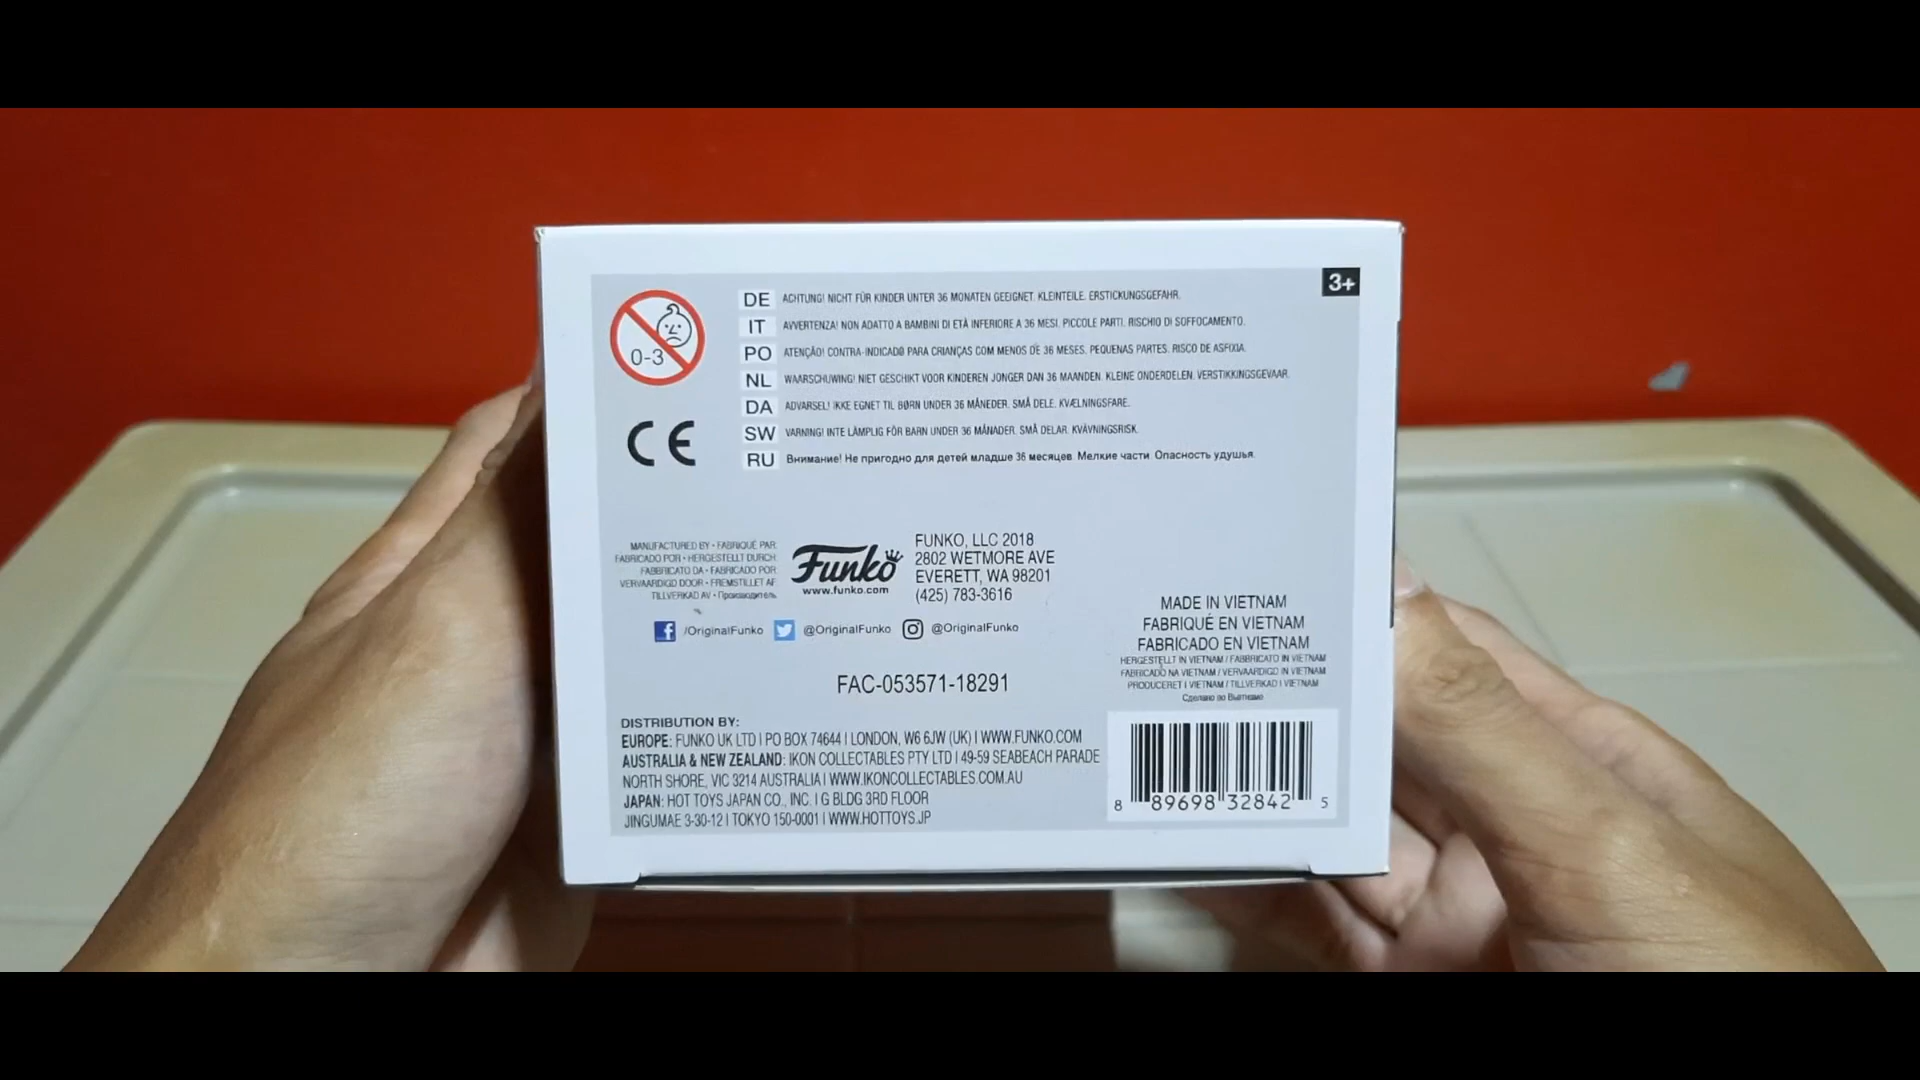 3+
0-3
DE ACHTUNG! NICHT FÜR KINDER UNTER 36 MONATEN GEEIGNET. KLEINTEILE. ERSTICKUNGSGEFAHR.
IT AVVERTENZA! NON ADATTO A BAMBINI DI ETÀ INFERIORE A 36 MESI. PICCOLE PARTI. RISCHIO DI SOFFOCAMENTO.
PO ATENÇÃO! CONTRA-INDICADO PARA CRIANÇAS COM MENOS DE 36 MESES. PEQUENAS PARTES. RISCO DE ASFIXIA.
NL WAARSCHUWING! NIET GESCHIKT VOOR KINDEREN JONGER DAN 36 MAANDEN. KLEINE ONDERDELEN. VERSTIKKINGSGEVAAR.
DA ADVARSEL! IKKE EGNET TIL BØRN UNDER 36 MÅNEDER. SMÅ DELE. KVÆLNINGSFARE.
SW VARNING! INTE LÄMPLIG FÖR BARN UNDER 36 MÅNADER. SMÅ DELAR. KVÄVNINGSRISK.
RU Внимание! Не пригодно для детей младше 36 месяцев. Мелкие части. Опасность удушья.
CE
MANUFACTURED BY • FABRIQUÉ PAR
FABRICADO POR • HERGESTELLT DURCH
FABBRICATO DA • FABRICADO POR
VERVAARDIGD DOOR • FREMSTILLET AF
TILLVERKAD AV • Производитель
Funko
www.funko.com
FUNKO, LLC 2018
2802 WETMORE AVE
EVERETT, WA 98201
(425) 783-3616
/OriginalFunko @OriginalFunko @OriginalFunko
FAC-053571-18291
MADE IN VIETNAM
FABRIQUÉ EN VIETNAM
FABRICADO EN VIETNAM
HERGESTELLT IN VIETNAM / FABBRICATO IN VIETNAM
FABRICADO NA VIETNAM / VERVAARDIGD IN VIETNAM
PRODUCERET I VIETNAM / TILLVERKAD I VIETNAM
Сделано во Вьетнаме
DISTRIBUTION BY:
EUROPE: FUNKO UK LTD | PO BOX 74644 | LONDON, W6 6JW (UK) | WWW.FUNKO.COM
AUSTRALIA & NEW ZEALAND: IKON COLLECTABLES PTY LTD | 49-59 SEABEACH PARADE
NORTH SHORE, VIC 3214 AUSTRALIA | WWW.IKONCOLLECTABLES.COM.AU
JAPAN: HOT TOYS JAPAN CO., INC. | G BLDG 3RD FLOOR
JINGUMAE 3-30-12 | TOKYO 150-0001 | WWW.HOTTOYS.JP
8 89698 32842 5